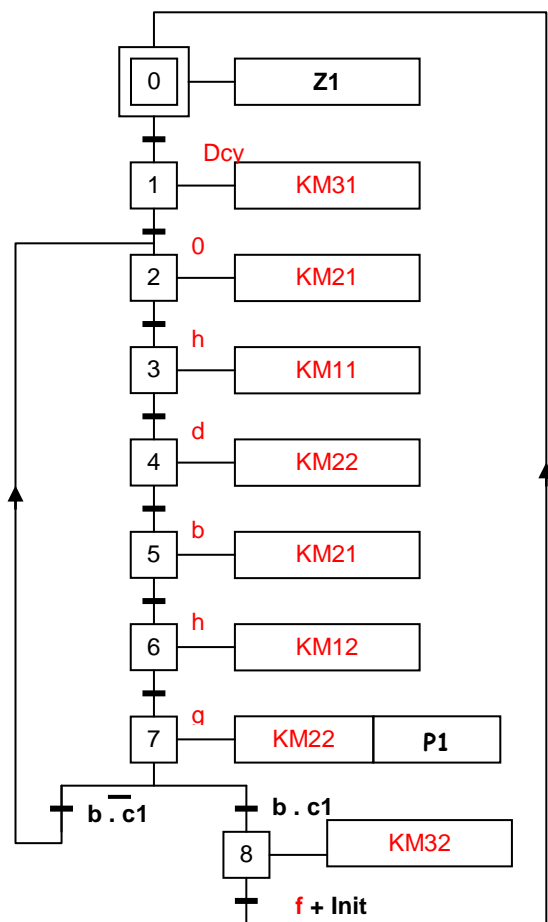 0 Z1
Dcy
1 KM31
0
2 KM21
h
3 KM11
d
4 KM22
b
5 KM21
h
6 KM12
g
7 KM22 P1
b . c̅1̅ b . c1
8 KM32
f + Init